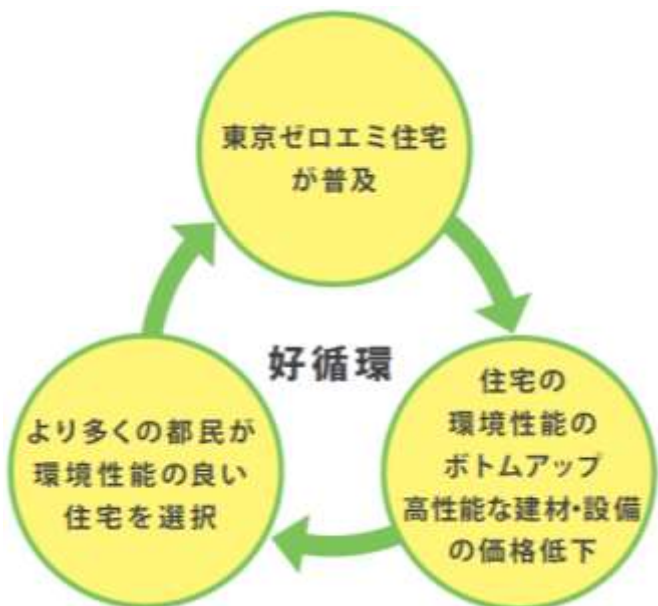 東京ゼロエミ住宅
が普及
好循環
住宅の
環境性能の
ボトムアップ
高性能な建材・設備
の価格低下
より多くの都民が
環境性能の良い
住宅を選択